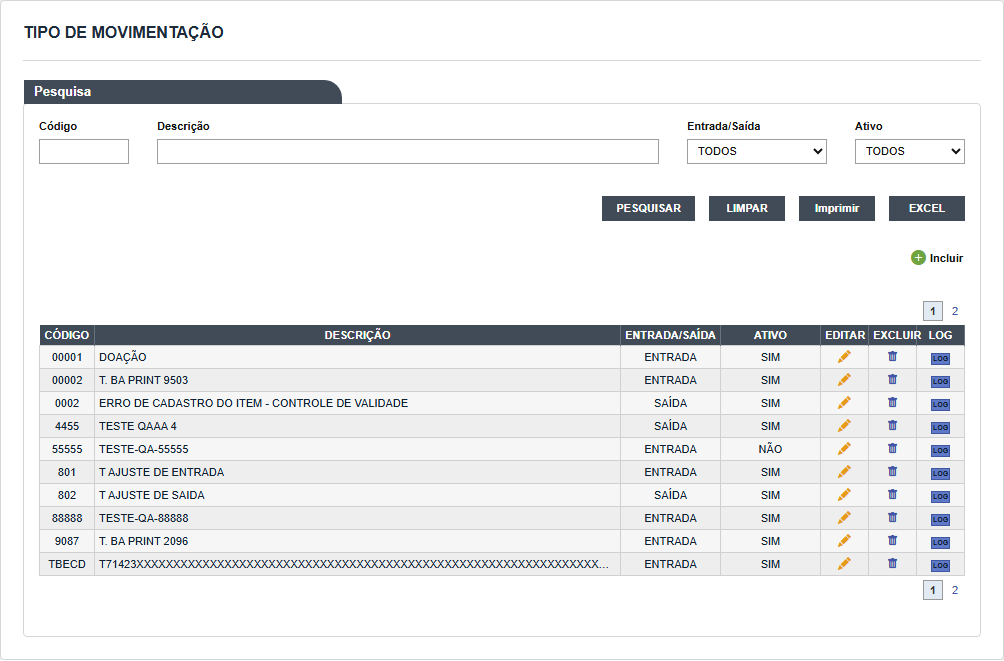 TIPO DE MOVIMENTAÇÃO
Pesquisa
Código Descrição Entrada/Saída Ativo
TODOS TODOS
PESQUISAR LIMPAR Imprimir EXCEL
Incluir
1 2
CÓDIGO DESCRIÇÃO ENTRADA/SAÍDA ATIVO EDITAR EXCLUIR LOG
00001 DOAÇÃO ENTRADA SIM LOG
00002 T. BA PRINT 9503 ENTRADA SIM LOG
0002 ERRO DE CADASTRO DO ITEM - CONTROLE DE VALIDADE SAÍDA SIM LOG
4455 TESTE QAAA 4 SAÍDA SIM LOG
55555 TESTE-QA-55555 ENTRADA NÃO LOG
801 T AJUSTE DE ENTRADA ENTRADA SIM LOG
802 T AJUSTE DE SAIDA SAÍDA SIM LOG
88888 TESTE-QA-88888 ENTRADA SIM LOG
9087 T. BA PRINT 2096 ENTRADA SIM LOG
TBECD T71423XXXXXXXXXXXXXXXXXXXXXXXXXXXXXXXXXXXXXXXXXXXXXXXXXXXXXXXXXXXXXXX... ENTRADA SIM LOG
1 2